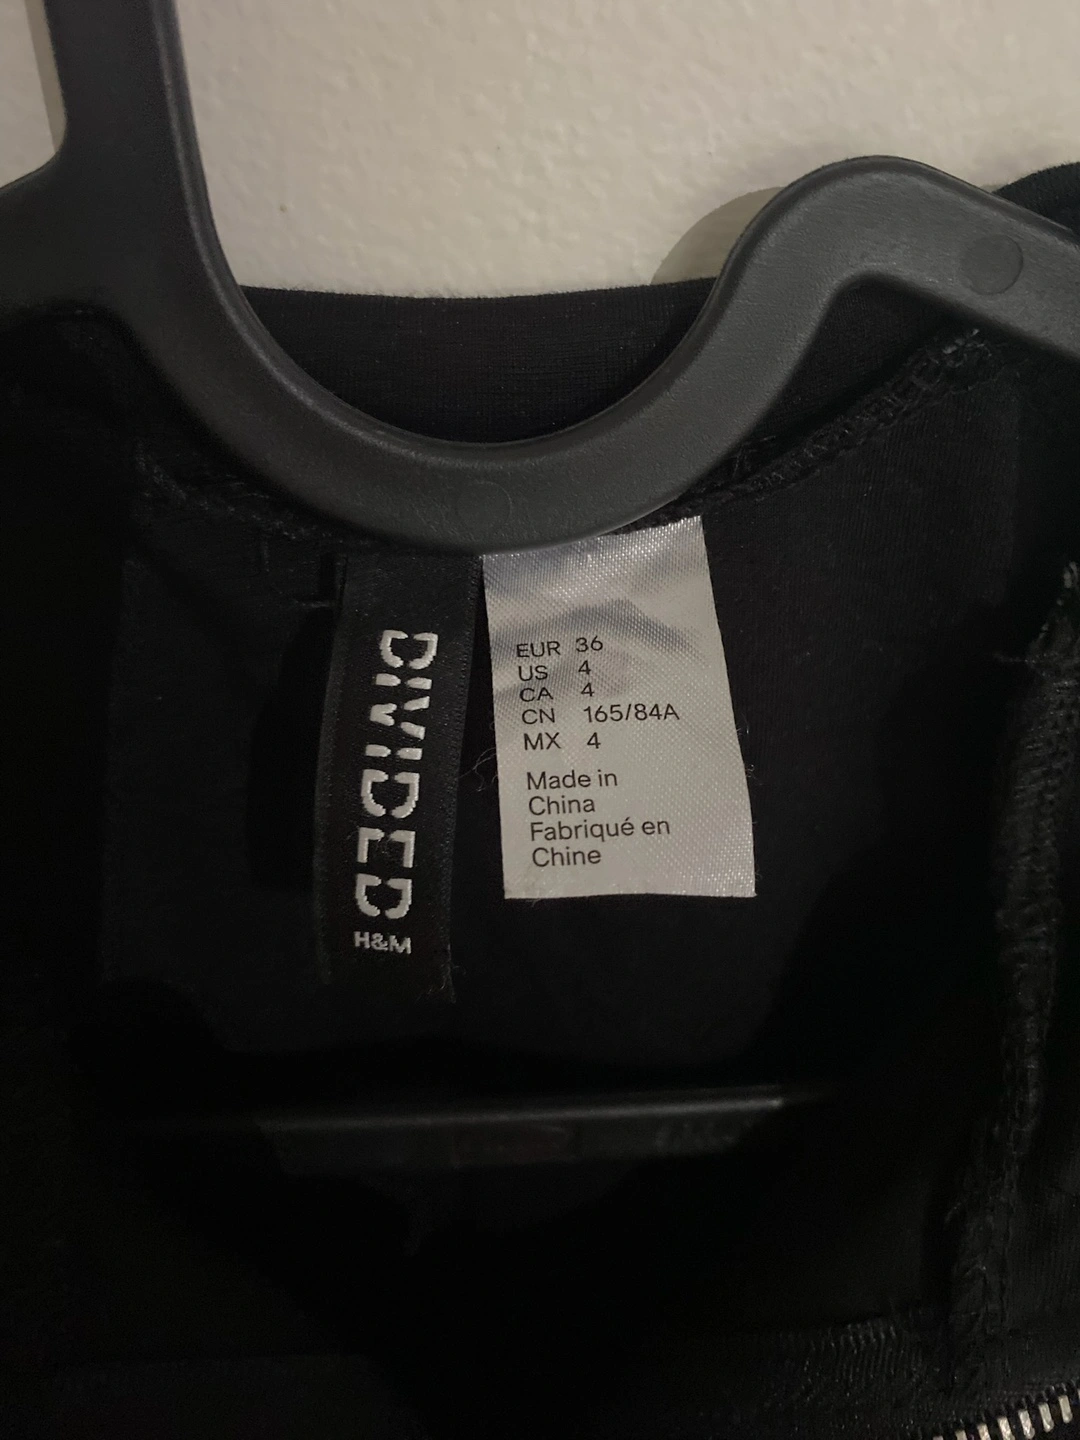 DIVIDED
H&M
EUR 36
US 4
CA 4
CN 165/84A
MX 4
Made in
China
Fabriqué en
Chine